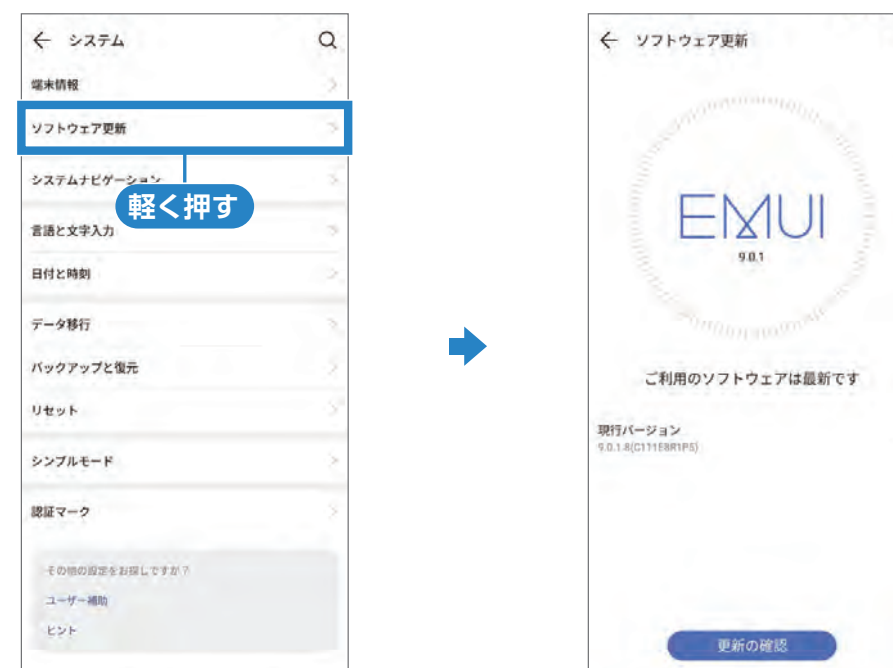 システム
端末情報
ソフトウェア更新
軽く押す
システムナビゲーション
言語と文字入力
日付と時刻
データ移行
バックアップと復元
リセット
シンプルモード
認証マーク
その他の設定をお探しですか？
ユーザー補助
ヒント
ソフトウェア更新
EMUI
9.0.1
ご利用のソフトウェアは最新です
現行バージョン
9.0.1.8(C111E8R1P5)
更新の確認